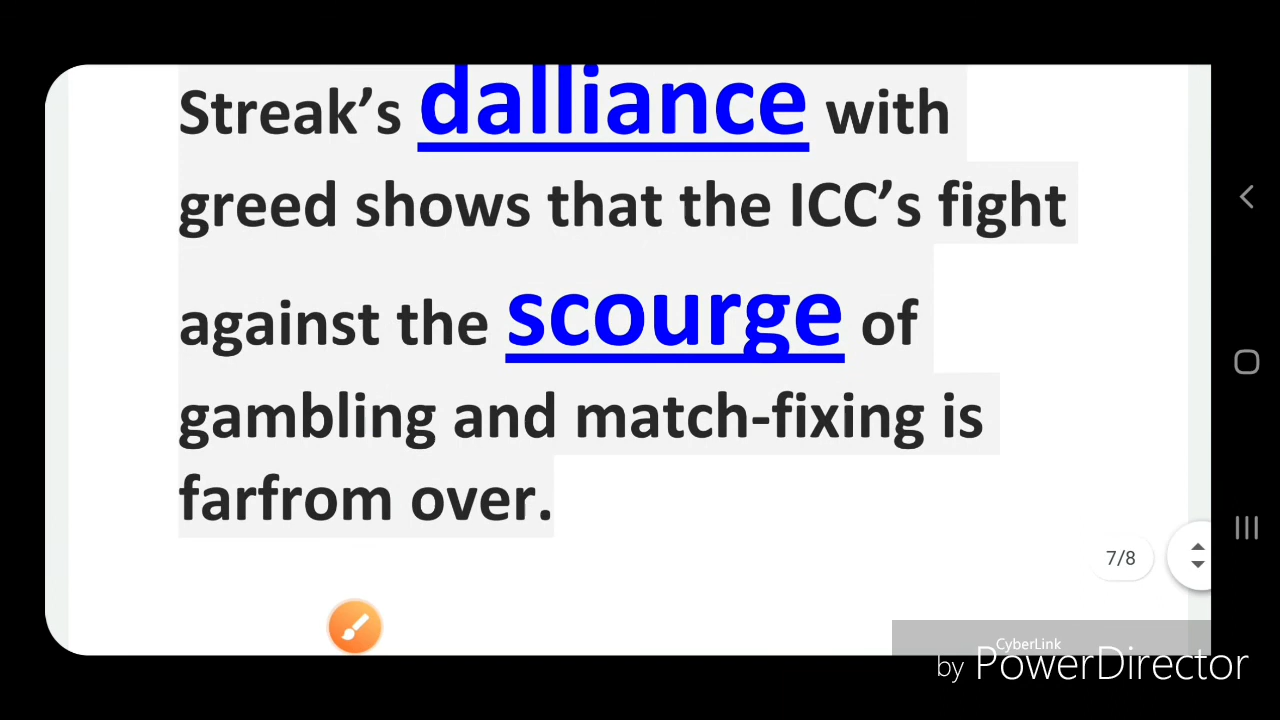 Streak’s dalliance with
greed shows that the ICC’s fight
against the scourge of
gambling and match-fixing is
farfrom over.
7/8
CyberLink
by PowerDirector